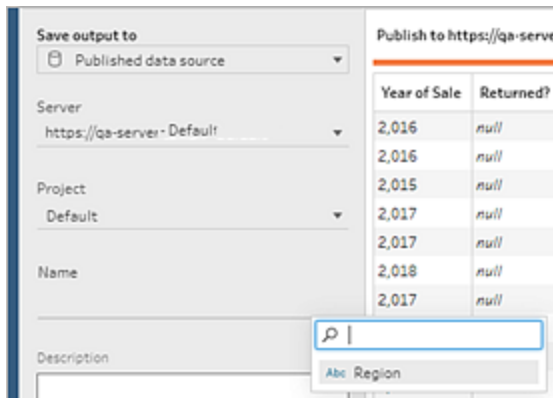 Save output to
Published data source
Server
https://qa-server - Default
Project
Default
Name
Description
Publish to https://qa-serve
Year of Sale Returned?
2,016 null
2,016 null
2,015 null
2,017 null
2,017 null
2,018 null
2,017 null
Abc Region